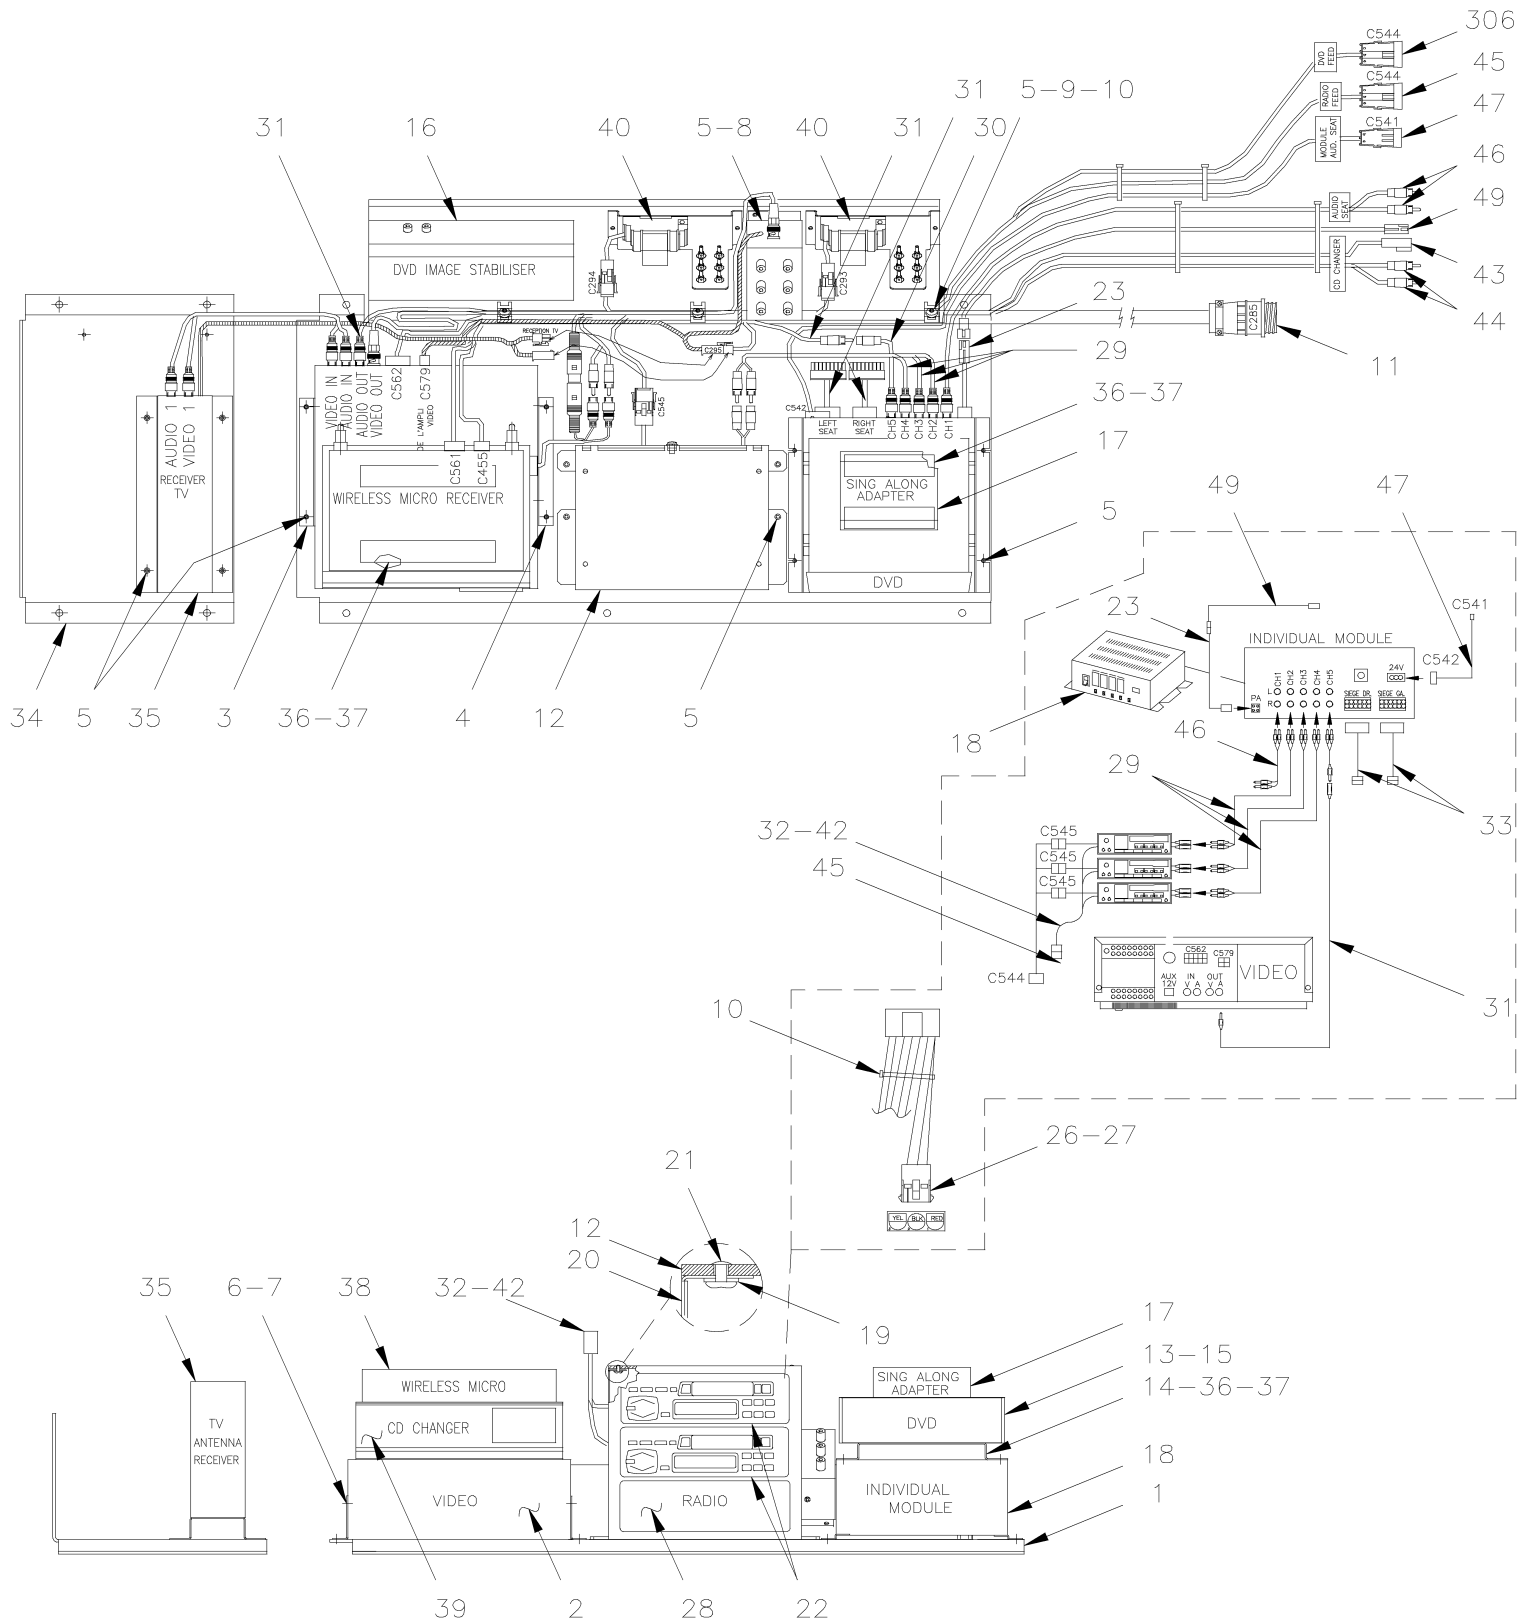 306
C544
45
C544
47
C541
DVD FEED
RADIO FEED
MODULE AUD. SEAT
31
5-9-10
31
16
40
5-8
40
31
30
46
AUDIO SEAT
49
CD CHANGER
43
44
C285
11
DVD IMAGE STABILISER
C294
C293
23
29
RECEPTION TV
C295
VIDEO IN
AUDIO IN
AUDIO OUT
VIDEO OUT
C562
C579
DE L'AMPLI VIDEO
C545
C542
LEFT SEAT
RIGHT SEAT
CH5
CH4
CH3
CH2
CH1
36-37
17
AUDIO 1
VIDEO 1
RECEIVER TV
C561
C455
WIRELESS MICRO RECEIVER
SING ALONG ADAPTER
DVD
5
34
5
35
3
36-37
4
12
5
49
47
23
C541
INDIVIDUAL MODULE
C542
24V
CH1
CH2
CH3
CH4
CH5
L
R
PA
SIEGE DR.
SIEGE GA.
18
46
29
33
32-42
45
C545
C545
C545
C544
C562
C579
AUX 12V
IN
V A
OUT
V A
VIDEO
31
10
26-27
YEL
BLK
RED
21
12
20
19
35
6-7
38
32-42
17
13-15
14-36-37
18
1
TV ANTENNA RECEIVER
WIRELESS MICRO
CD CHANGER
VIDEO
RADIO
SING ALONG ADAPTER
DVD
INDIVIDUAL MODULE
39
2
28
22